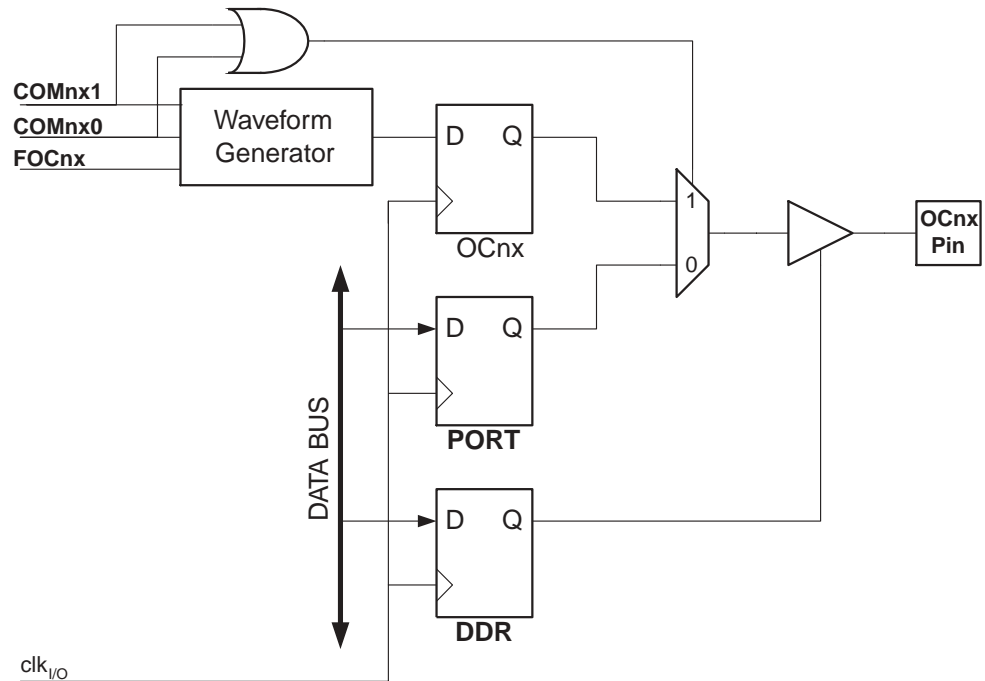 COMnx1
COMnx0
FOCnx
Waveform
Generator
D Q
OCnx
1
0
OCnx
Pin
DATA BUS
D Q
PORT
D Q
DDR
clkI/O